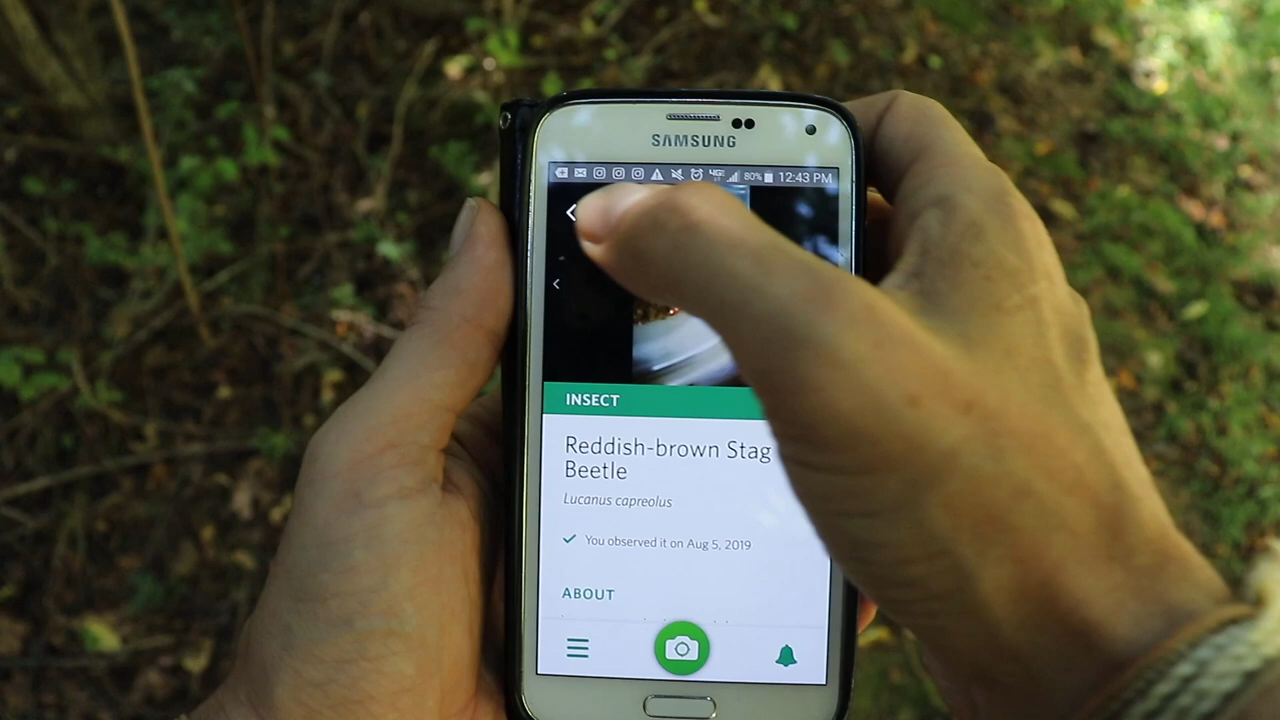 SAMSUNG
4G 80% 12:43 PM
INSECT
Reddish-brown Stag
Beetle
Lucanus capreolus
You observed it on Aug 5, 2019
ABOUT